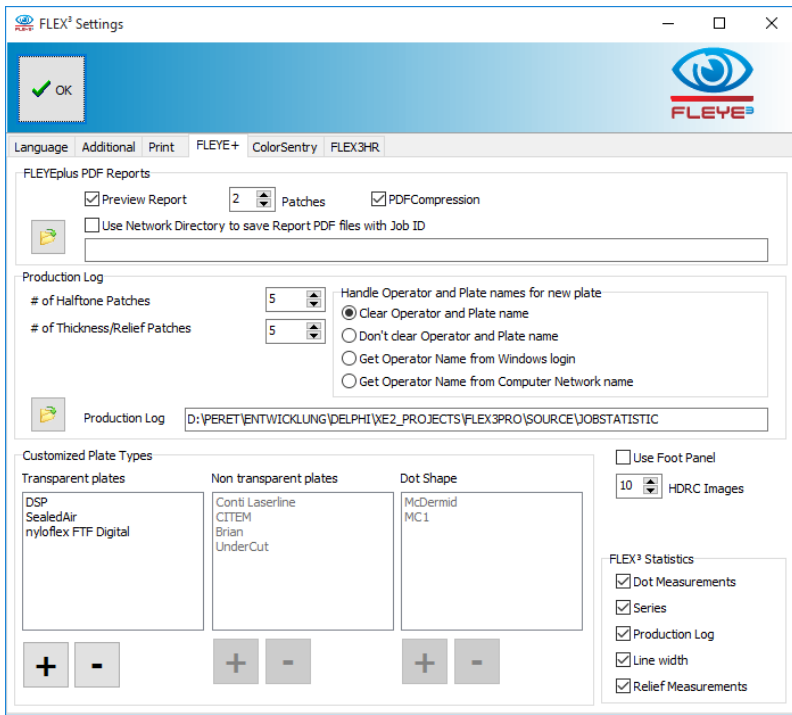 FLEX³ Settings
OK
FLEYE³
Language Additional Print FLEYE+ ColorSentry FLEX3HR
FLEYEplus PDF Reports
Preview Report 2 Patches PDFCompression
Use Network Directory to save Report PDF files with Job ID
Production Log
# of Halftone Patches 5
# of Thickness/Relief Patches 5
Handle Operator and Plate names for new plate
Clear Operator and Plate name
Don't clear Operator and Plate name
Get Operator Name from Windows login
Get Operator Name from Computer Network name
Production Log D:\PERET\ENTWICKLUNG\DELPHI\XE2_PROJECTS\FLEX3PRO\SOURCE\JOBSTATISTIC
Customized Plate Types
Transparent plates
DSP
SealedAir
nyloflex FTF Digital
+ -
Non transparent plates
Conti Laserline
CITEM
Brian
UnderCut
+ -
Dot Shape
McDermid
MC1
+ -
Use Foot Panel
10 HDRC Images
FLEX³ Statistics
Dot Measurements
Series
Production Log
Line width
Relief Measurements